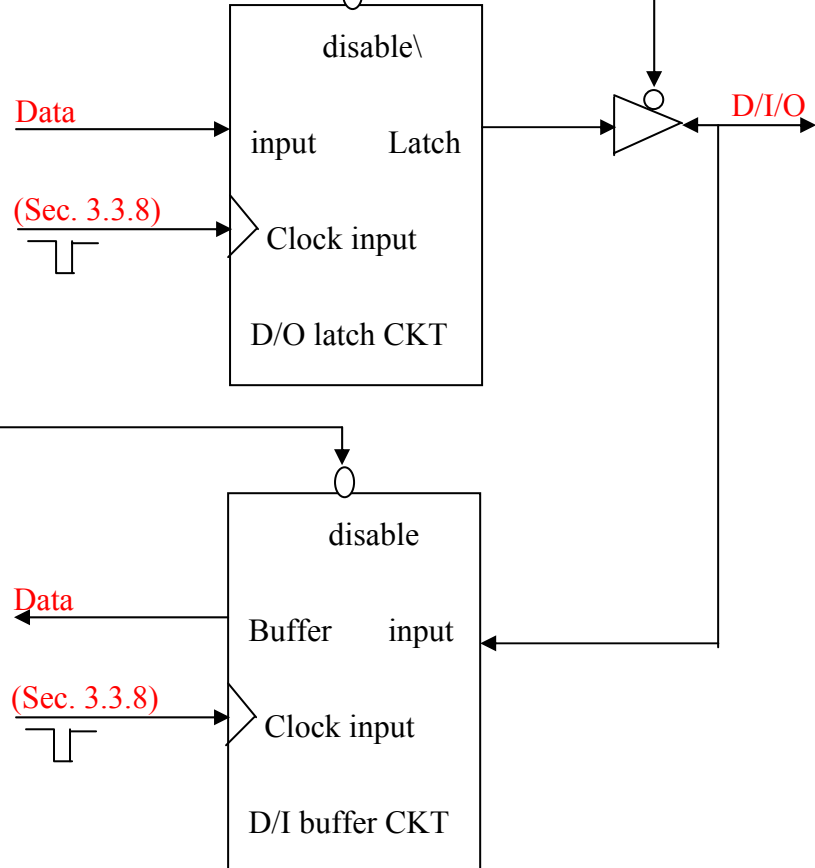 disable\
Data
D/I/O
input Latch
(Sec. 3.3.8)
Clock input
D/O latch CKT
disable
Data
Buffer input
(Sec. 3.3.8)
Clock input
D/I buffer CKT